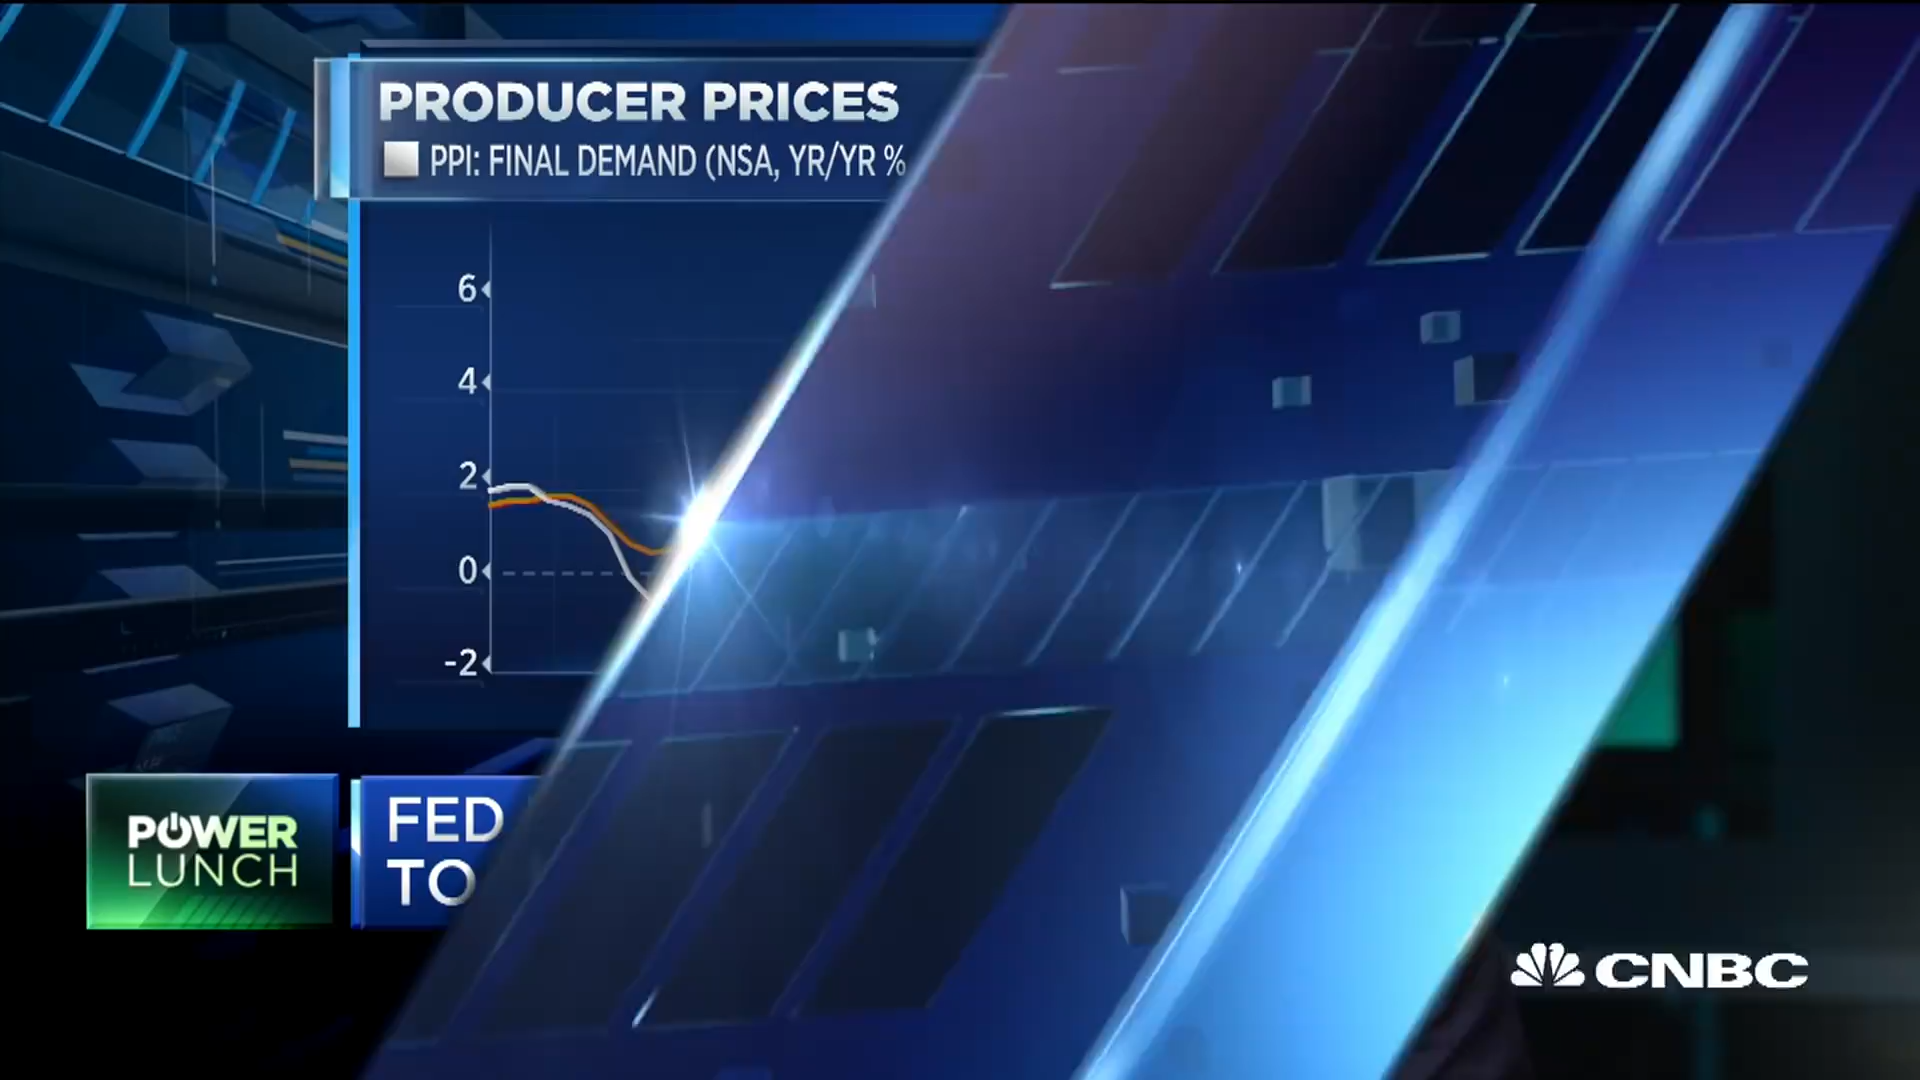 PRODUCER PRICES
PPI: FINAL DEMAND (NSA, YR/YR %
6
4
2
0
-2
POWER
LUNCH
FED
TO
CNBC